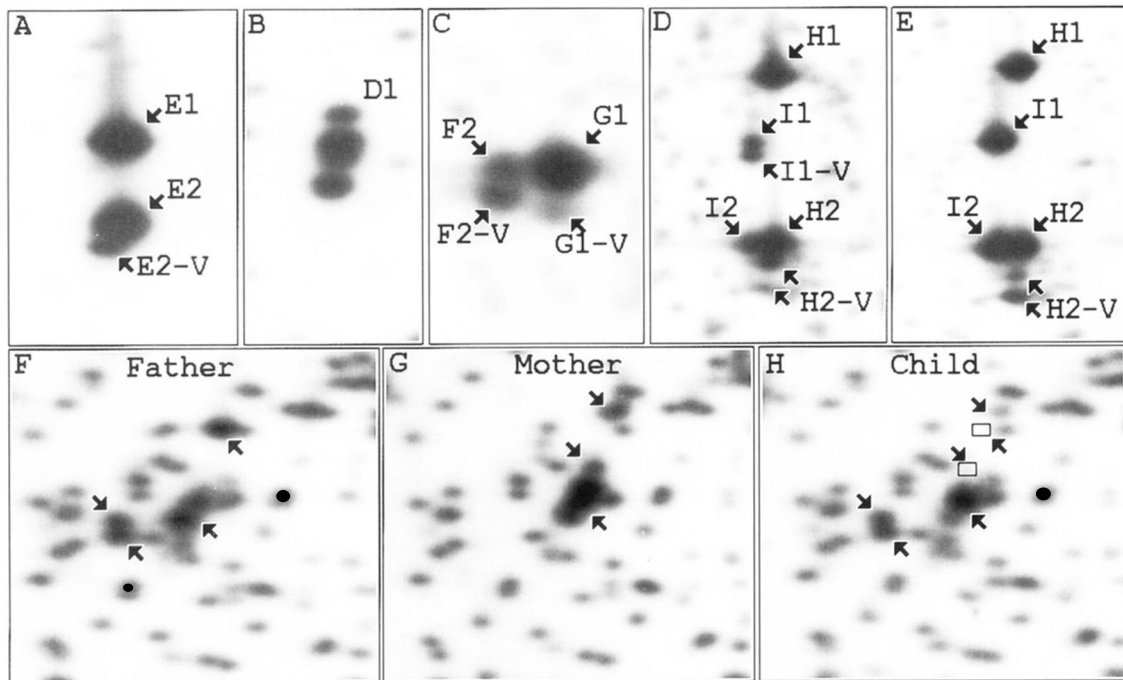 A
E1
E2
E2-V
B
D1
C
F2
G1
F2-V
G1-V
D
H1
I1
I1-V
I2
H2
H2-V
E
H1
I1
I2
H2
H2-V
F Father
G Mother
H Child